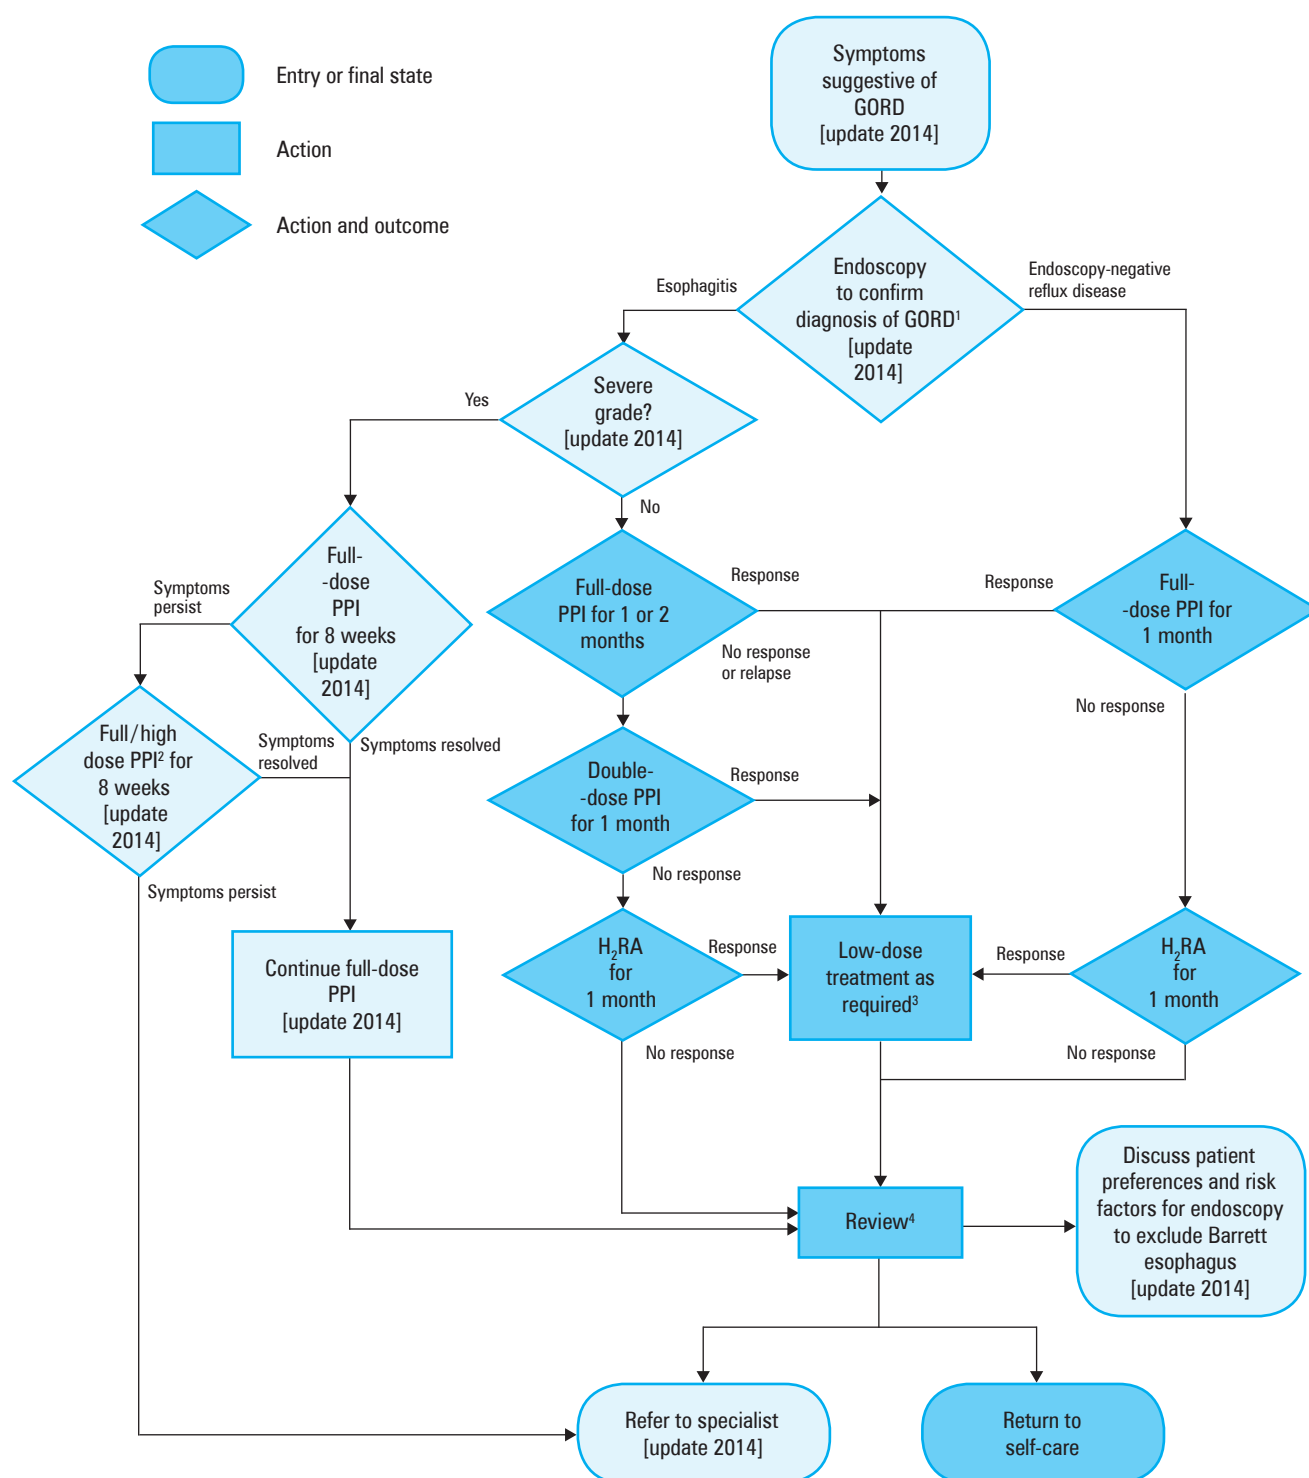 Entry or final state
Action
Action and outcome
Symptoms
suggestive of
GORD
[update 2014]
Endoscopy
to confirm
diagnosis of GORD¹
[update
2014]
Esophagitis
Endoscopy-negative
reflux disease
Severe
grade?
[update 2014]
Yes
No
Full-
-dose
PPI
for 8 weeks
[update
2014]
Symptoms
persist
Full-dose
PPI for 1 or 2
months
Response
No response
or relapse
Response
Full-
-dose PPI for
1 month
No response
Full/high
dose PPI² for
8 weeks
[update
2014]
Symptoms
resolved
Symptoms resolved
Symptoms persist
Double-
-dose PPI
for 1 month
Response
No response
Continue full-dose
PPI
[update 2014]
H₂RA
for
1 month
Response
No response
Low-dose
treatment as
required³
Response
H₂RA
for
1 month
No response
Review⁴
Discuss patient
preferences and risk
factors for endoscopy
to exclude Barrett
esophagus
[update 2014]
Refer to specialist
[update 2014]
Return to
self-care